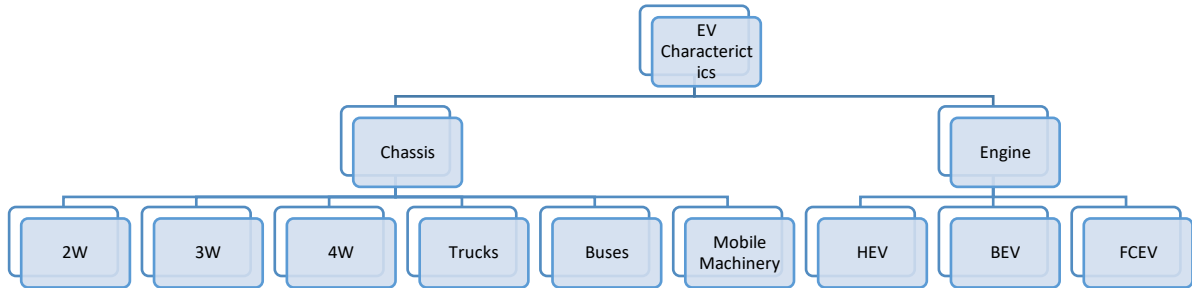 EV
Characterict
ics
Chassis
Engine
2W
3W
4W
Trucks
Buses
Mobile
Machinery
HEV
BEV
FCEV